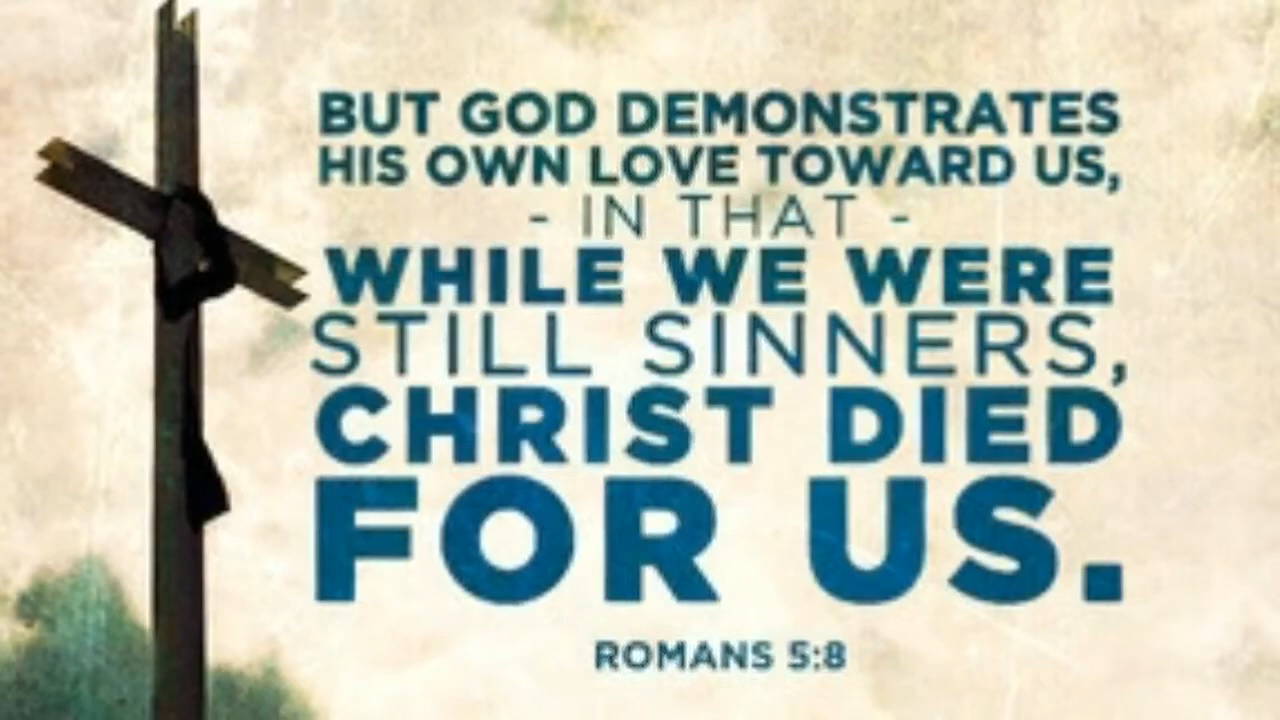 BUT GOD DEMONSTRATES
HIS OWN LOVE TOWARD US,
- IN THAT -
WHILE WE WERE
STILL SINNERS,
CHRIST DIED
FOR US.
ROMANS 5:8